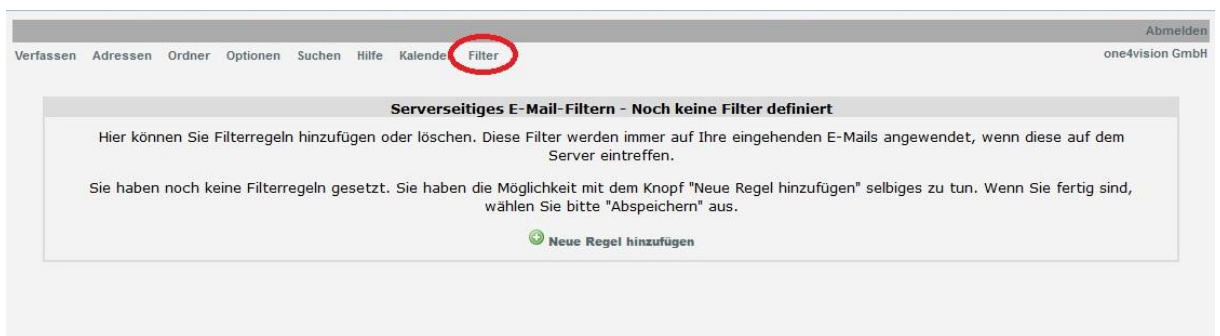 Abmelden
Verfassen Adressen Ordner Optionen Suchen Hilfe Kalender Filter one4vision GmbH
Serverseitiges E-Mail-Filtern - Noch keine Filter definiert
Hier können Sie Filterregeln hinzufügen oder löschen. Diese Filter werden immer auf Ihre eingehenden E-Mails angewendet, wenn diese auf dem
Server eintreffen.
Sie haben noch keine Filterregeln gesetzt. Sie haben die Möglichkeit mit dem Knopf "Neue Regel hinzufügen" selbiges zu tun. Wenn Sie fertig sind,
wählen Sie bitte "Abspeichern" aus.
Neue Regel hinzufügen